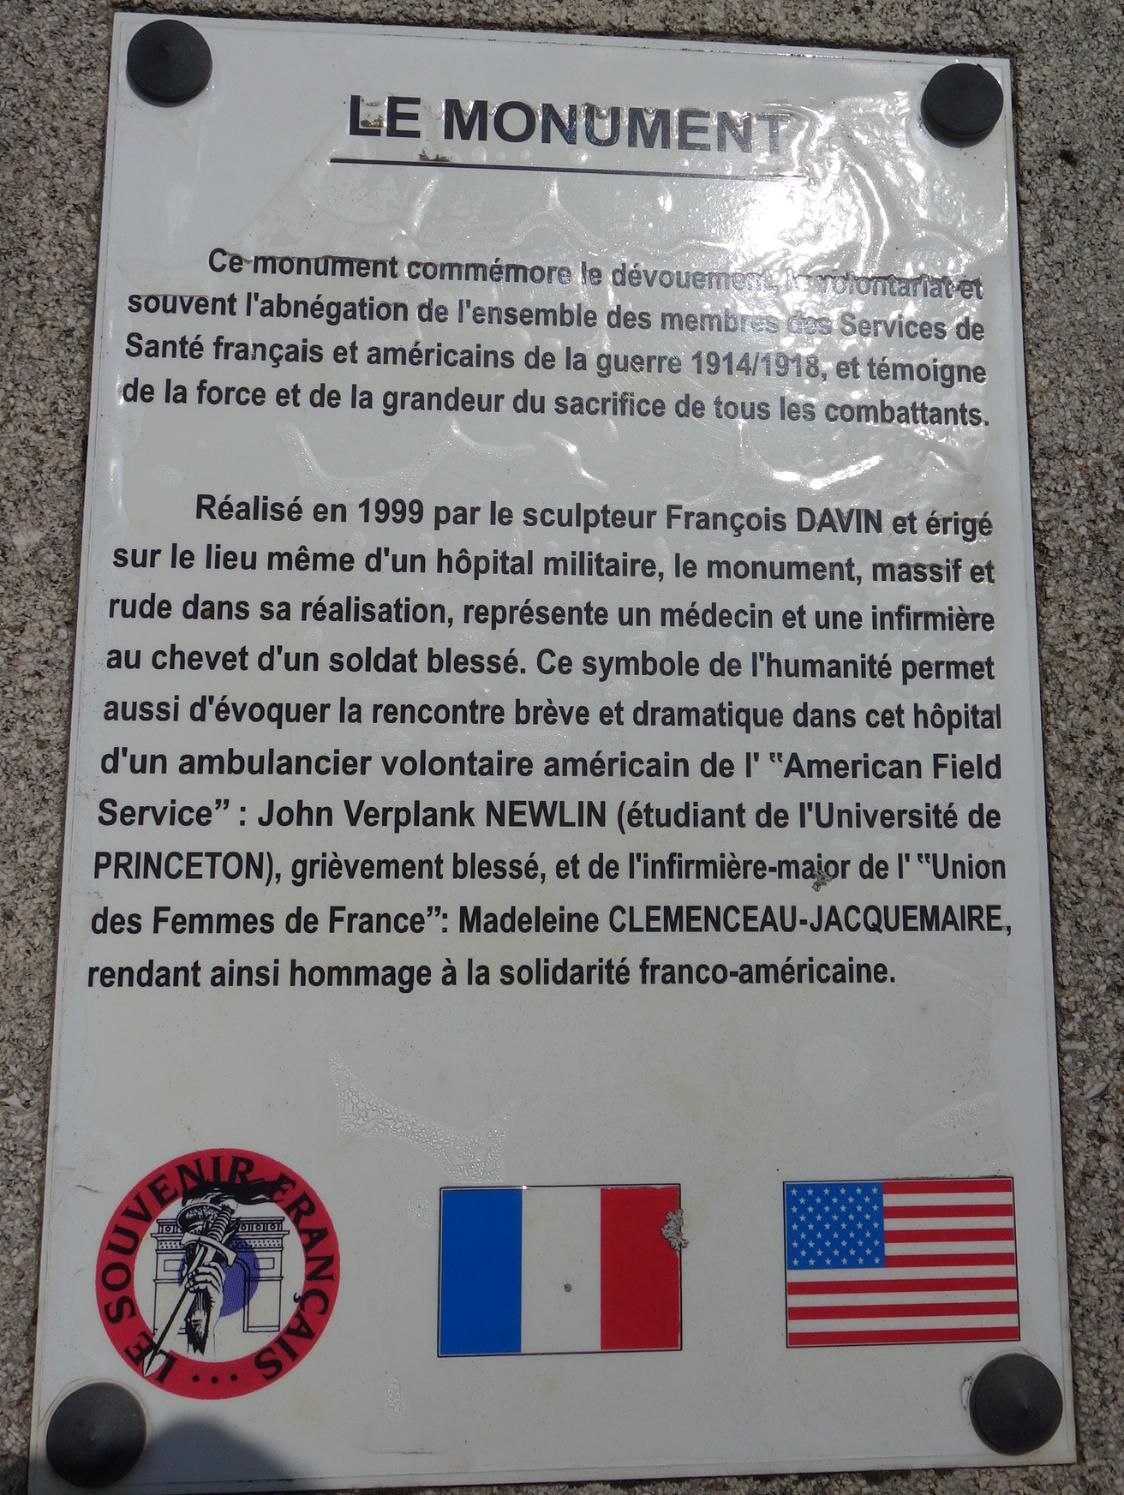 LE MONUMENT
Ce monument commémore le dévouement, le volontariat et
souvent l'abnégation de l'ensemble des membres des Services de
Santé français et américains de la guerre 1914/1918, et témoigne
de la force et de la grandeur du sacrifice de tous les combattants.
Réalisé en 1999 par le sculpteur François DAVIN et érigé
sur le lieu même d'un hôpital militaire, le monument, massif et
rude dans sa réalisation, représente un médecin et une infirmière
au chevet d'un soldat blessé. Ce symbole de l'humanité permet
aussi d'évoquer la rencontre brève et dramatique dans cet hôpital
d'un ambulancier volontaire américain de l' "American Field
Service” : John Verplank NEWLIN (étudiant de l'Université de
PRINCETON), grièvement blessé, et de l'infirmière-major de l' "Union
des Femmes de France”: Madeleine CLEMENCEAU-JACQUEMAIRE,
rendant ainsi hommage à la solidarité franco-américaine.
LE SOUVENIR FRANÇAIS...